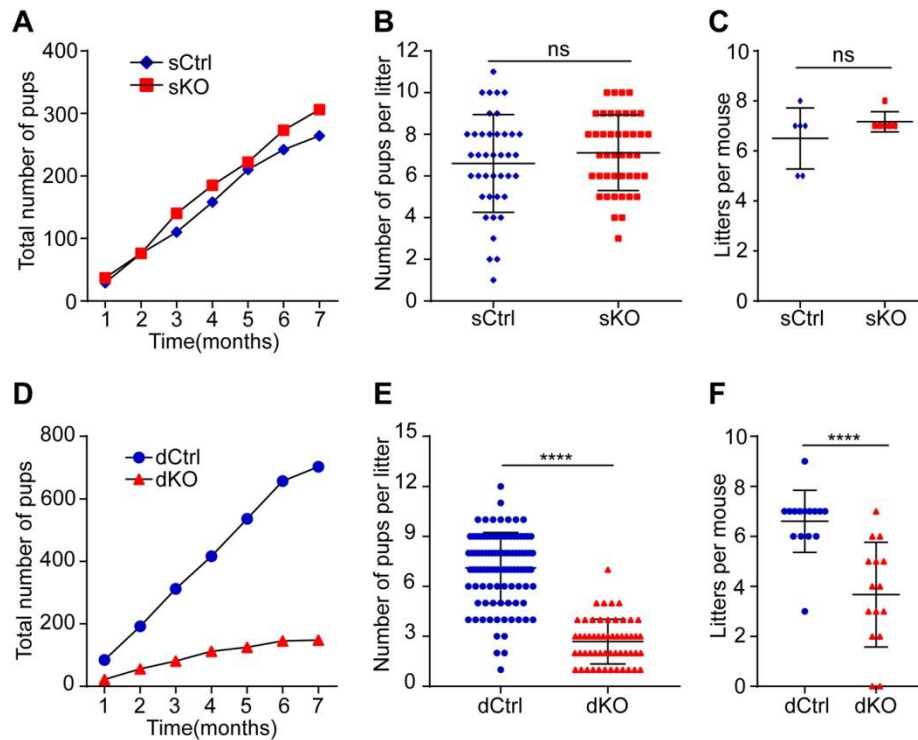 A
Total number of pups
400
300
200
100
0
sCtrl
sKO
1 2 3 4 5 6 7
Time(months)
B
Number of pups per litter
12
10
8
6
4
2
0
ns
sCtrl sKO
C
Litters per mouse
10
8
6
4
2
0
ns
sCtrl sKO
D
Total number of pups
800
600
400
200
0
dCtrl
dKO
1 2 3 4 5 6 7
Time(months)
E
Number of pups per litter
15
12
9
6
3
0
****
dCtrl dKO
F
Litters per mouse
10
8
6
4
2
0
****
dCtrl dKO